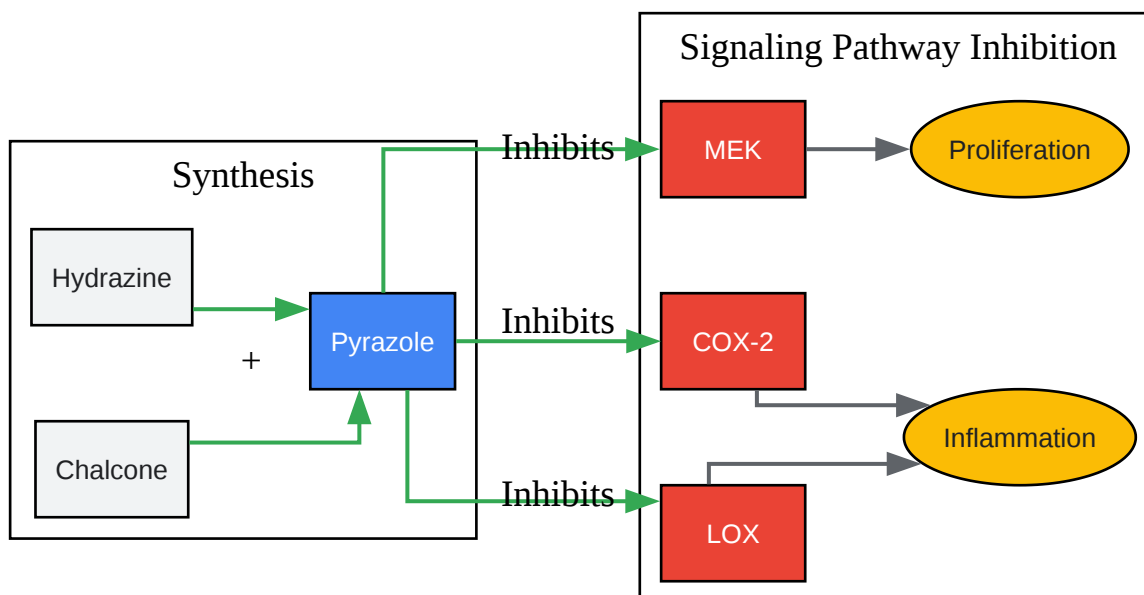 Signaling Pathway Inhibition
Synthesis
Hydrazine
+
Chalcone
Pyrazole
Inhibits
Inhibits
Inhibits
MEK
Proliferation
COX-2
Inflammation
LOX